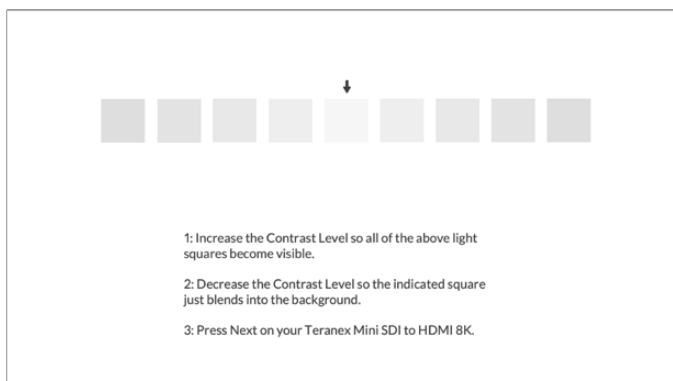 1: Increase the Contrast Level so all of the above light
squares become visible.
2: Decrease the Contrast Level so the indicated square
just blends into the background.
3: Press Next on your Teranex Mini SDI to HDMI 8K.